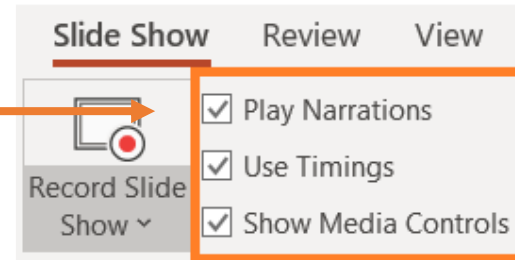 Slide Show Review View
Record Slide
Show
Play Narrations
Use Timings
Show Media Controls